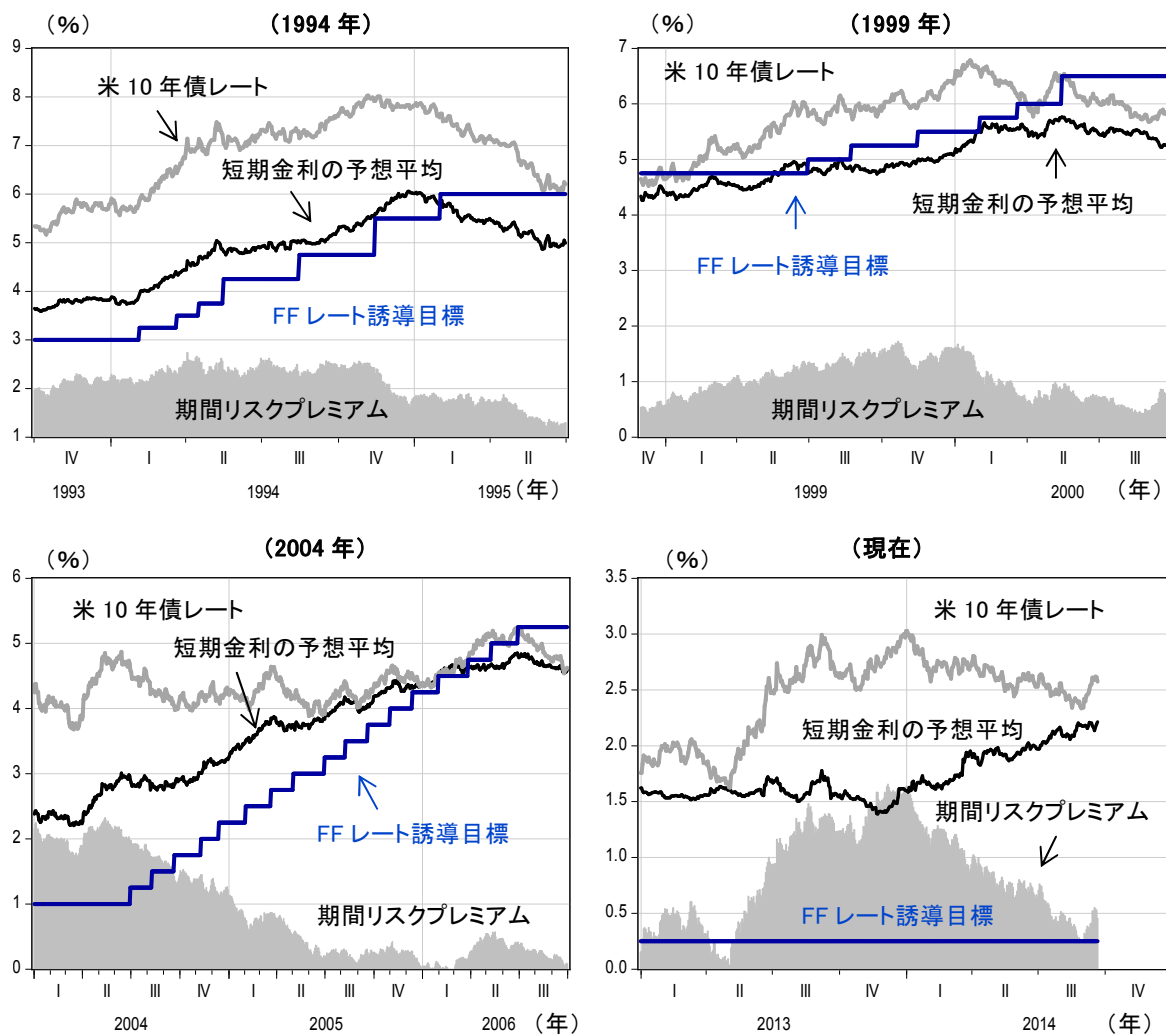 (%)
(1994 年)
9
8
7
6
5
4
3
2
1
米 10 年債レート
短期金利の予想平均
FF レート誘導目標
期間リスクプレミアム
IV I II III IV I II
1993 1994 1995 (年)
(%)
(1999 年)
7
6
5
4
3
2
1
0
米 10 年債レート
短期金利の予想平均
FF レート誘導目標
期間リスクプレミアム
IV I II III IV I II III
1999 2000 (年)
(%)
(2004 年)
6
5
4
3
2
1
0
米 10 年債レート
短期金利の予想平均
FF レート誘導目標
期間リスクプレミアム
I II III IV I II III IV I II III
2004 2005 2006 (年)
(%)
(現在)
3.5
3.0
2.5
2.0
1.5
1.0
0.5
0.0
米 10 年債レート
短期金利の予想平均
期間リスクプレミアム
FF レート誘導目標
I II III IV I II III IV
2013 2014 (年)